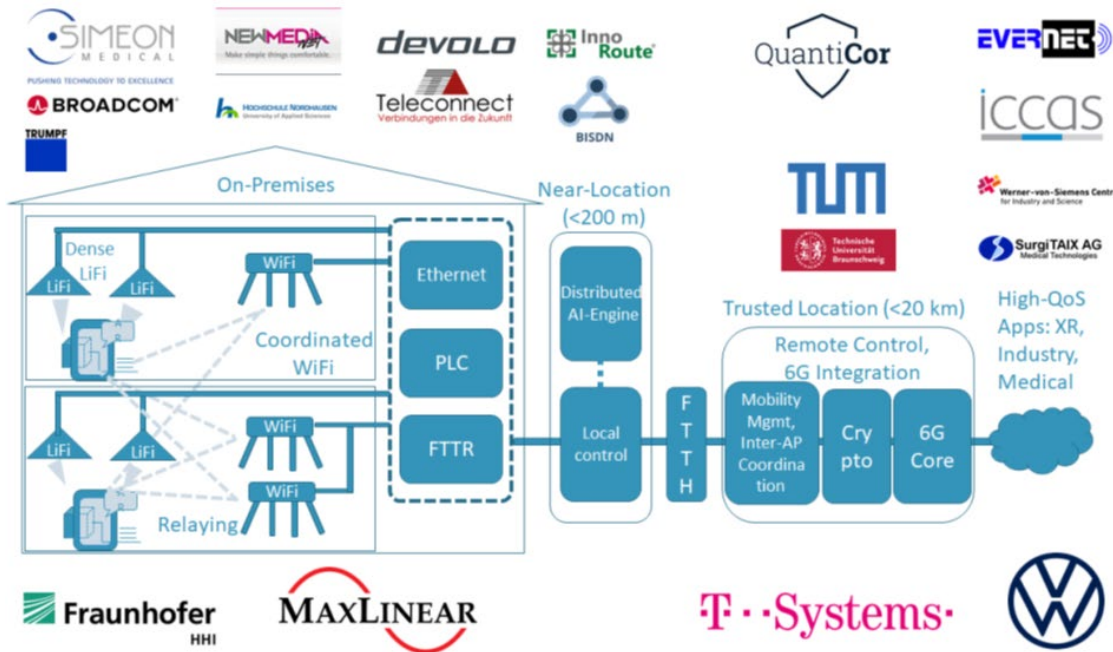 SIMEON
MEDICAL
PUSHING TECHNOLOGY TO EXCELLENCE
NEWMEDIA
NET
Make simple things comfortable.
devolo
Inno
Route
QuantiCor
EVERNET
BROADCOM
HOCHSCHULE NORDHAUSEN
University of Applied Sciences
Teleconnect
Verbindungen in die Zukunft
BISDN
iccas
TRUMPF
TUM
Werner-von-Siemens Centr
for Industry and Science
Technische
Universität
Braunschweig
SurgiTAIX AG
Medical Technologies
On-Premises
Near-Location
(<200 m)
Dense
LiFi
LiFi
LiFi
WiFi
Coordinated
WiFi
LiFi
LiFi
WiFi
WiFi
Relaying
Ethernet
PLC
FTTR
Distributed
AI-Engine
Local
control
F
T
T
H
Trusted Location (<20 km)
Remote Control,
6G Integration
Mobility
Mgmt,
Inter-AP
Coordina
tion
Cry
pto
6G
Core
High-QoS
Apps: XR,
Industry,
Medical
Fraunhofer
HHI
MAXLINEAR
T··Systems·
VW